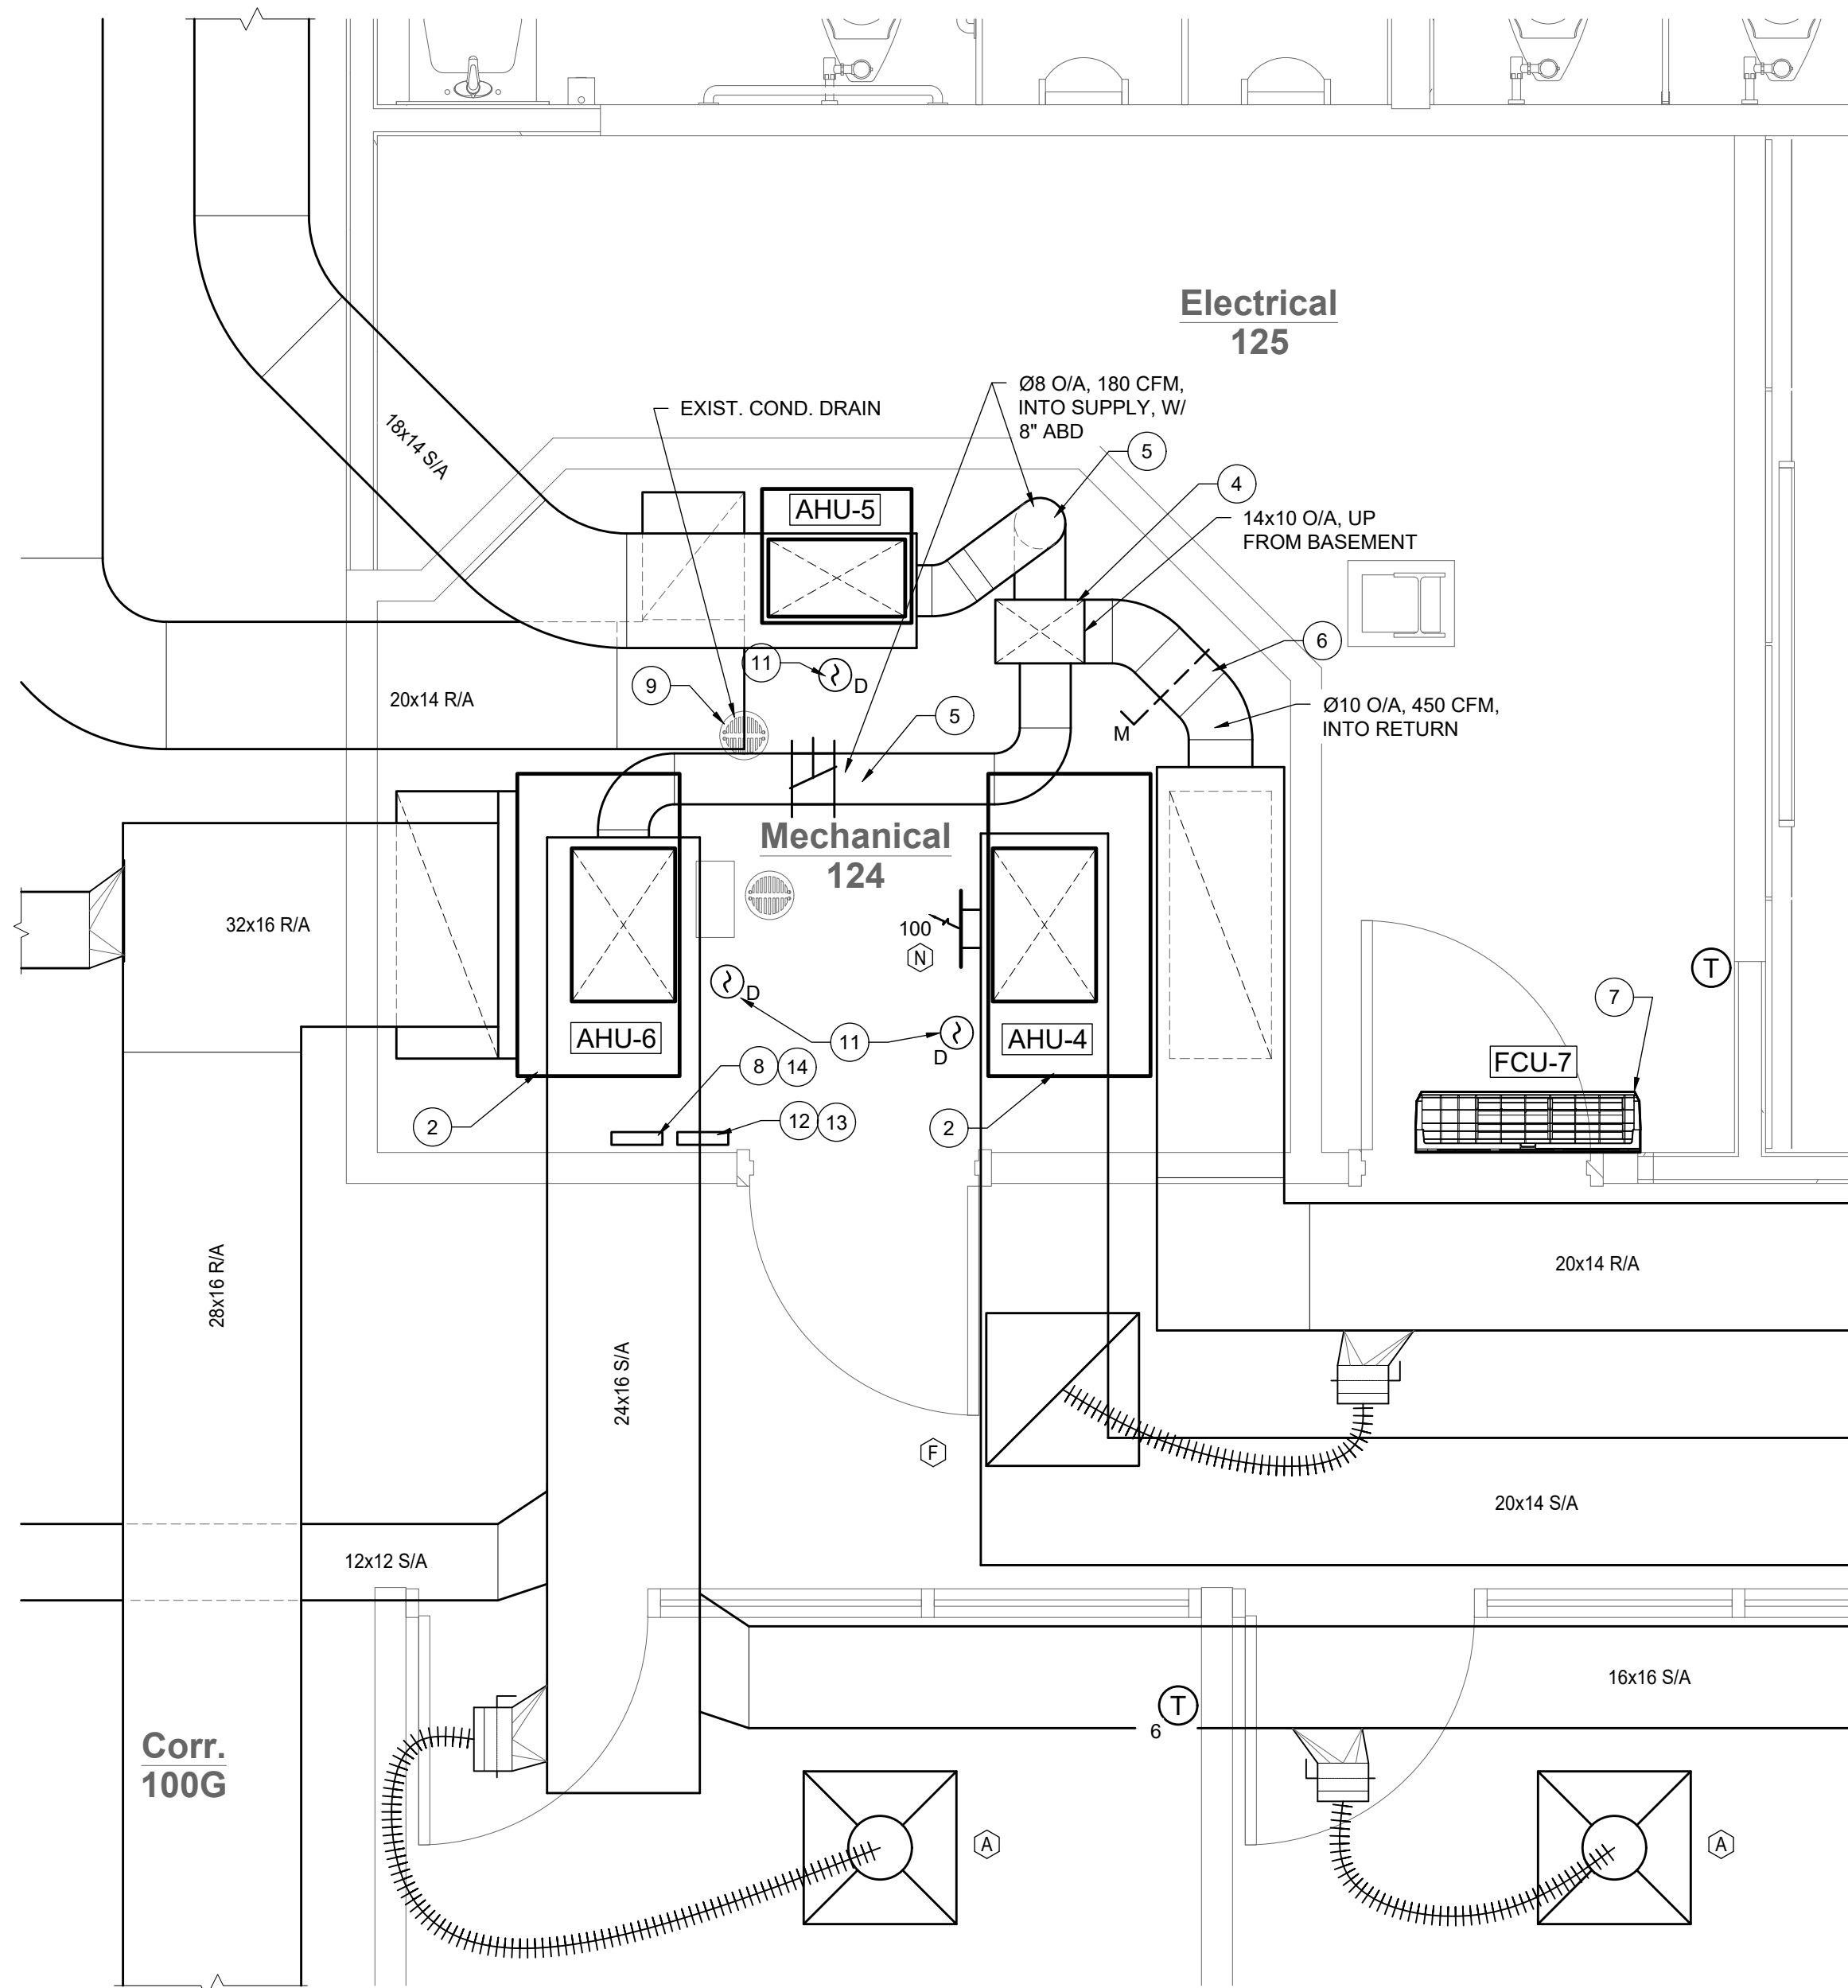 Electrical
125
EXIST. COND. DRAIN
Ø8 O/A, 180 CFM,
INTO SUPPLY, W/
8" ABD
18x14 S/A
5
4
AHU-5
14x10 O/A, UP
FROM BASEMENT
6
11
D
9
20x14 R/A
5
Ø10 O/A, 450 CFM,
INTO RETURN
M
Mechanical
124
32x16 R/A
100
N
T
D
7
11
D
AHU-6
AHU-4
FCU-7
8
14
2
12
13
2
28x16 R/A
20x14 R/A
24x16 S/A
F
20x14 S/A
12x12 S/A
16x16 S/A
T
6
Corr.
100G
A
A